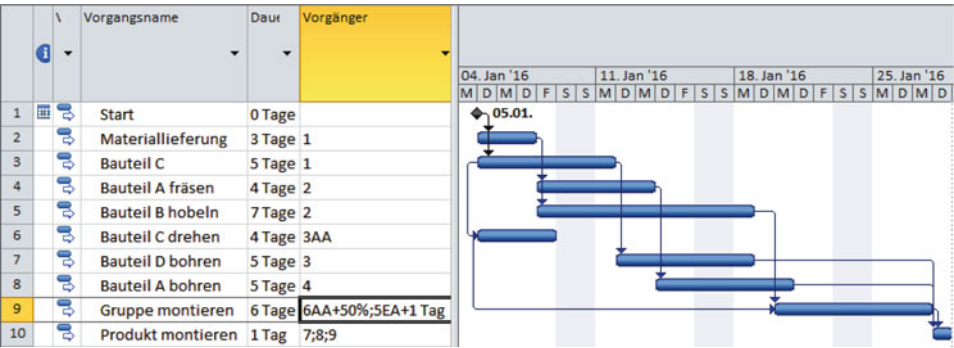 \ Vorgangsname Daue Vorgänger
04. Jan '16 11. Jan '16 18. Jan '16 25. Jan '16
M D M D F S S M D M D F S S M D M D F S S M D M D
1 Start 0 Tage 05.01.
2 Materiallieferung 3 Tage 1
3 Bauteil C 5 Tage 1
4 Bauteil A fräsen 4 Tage 2
5 Bauteil B hobeln 7 Tage 2
6 Bauteil C drehen 4 Tage 3AA
7 Bauteil D bohren 5 Tage 3
8 Bauteil A bohren 5 Tage 4
9 Gruppe montieren 6 Tage 6AA+50%;5EA+1 Tag
10 Produkt montieren 1 Tag 7;8;9